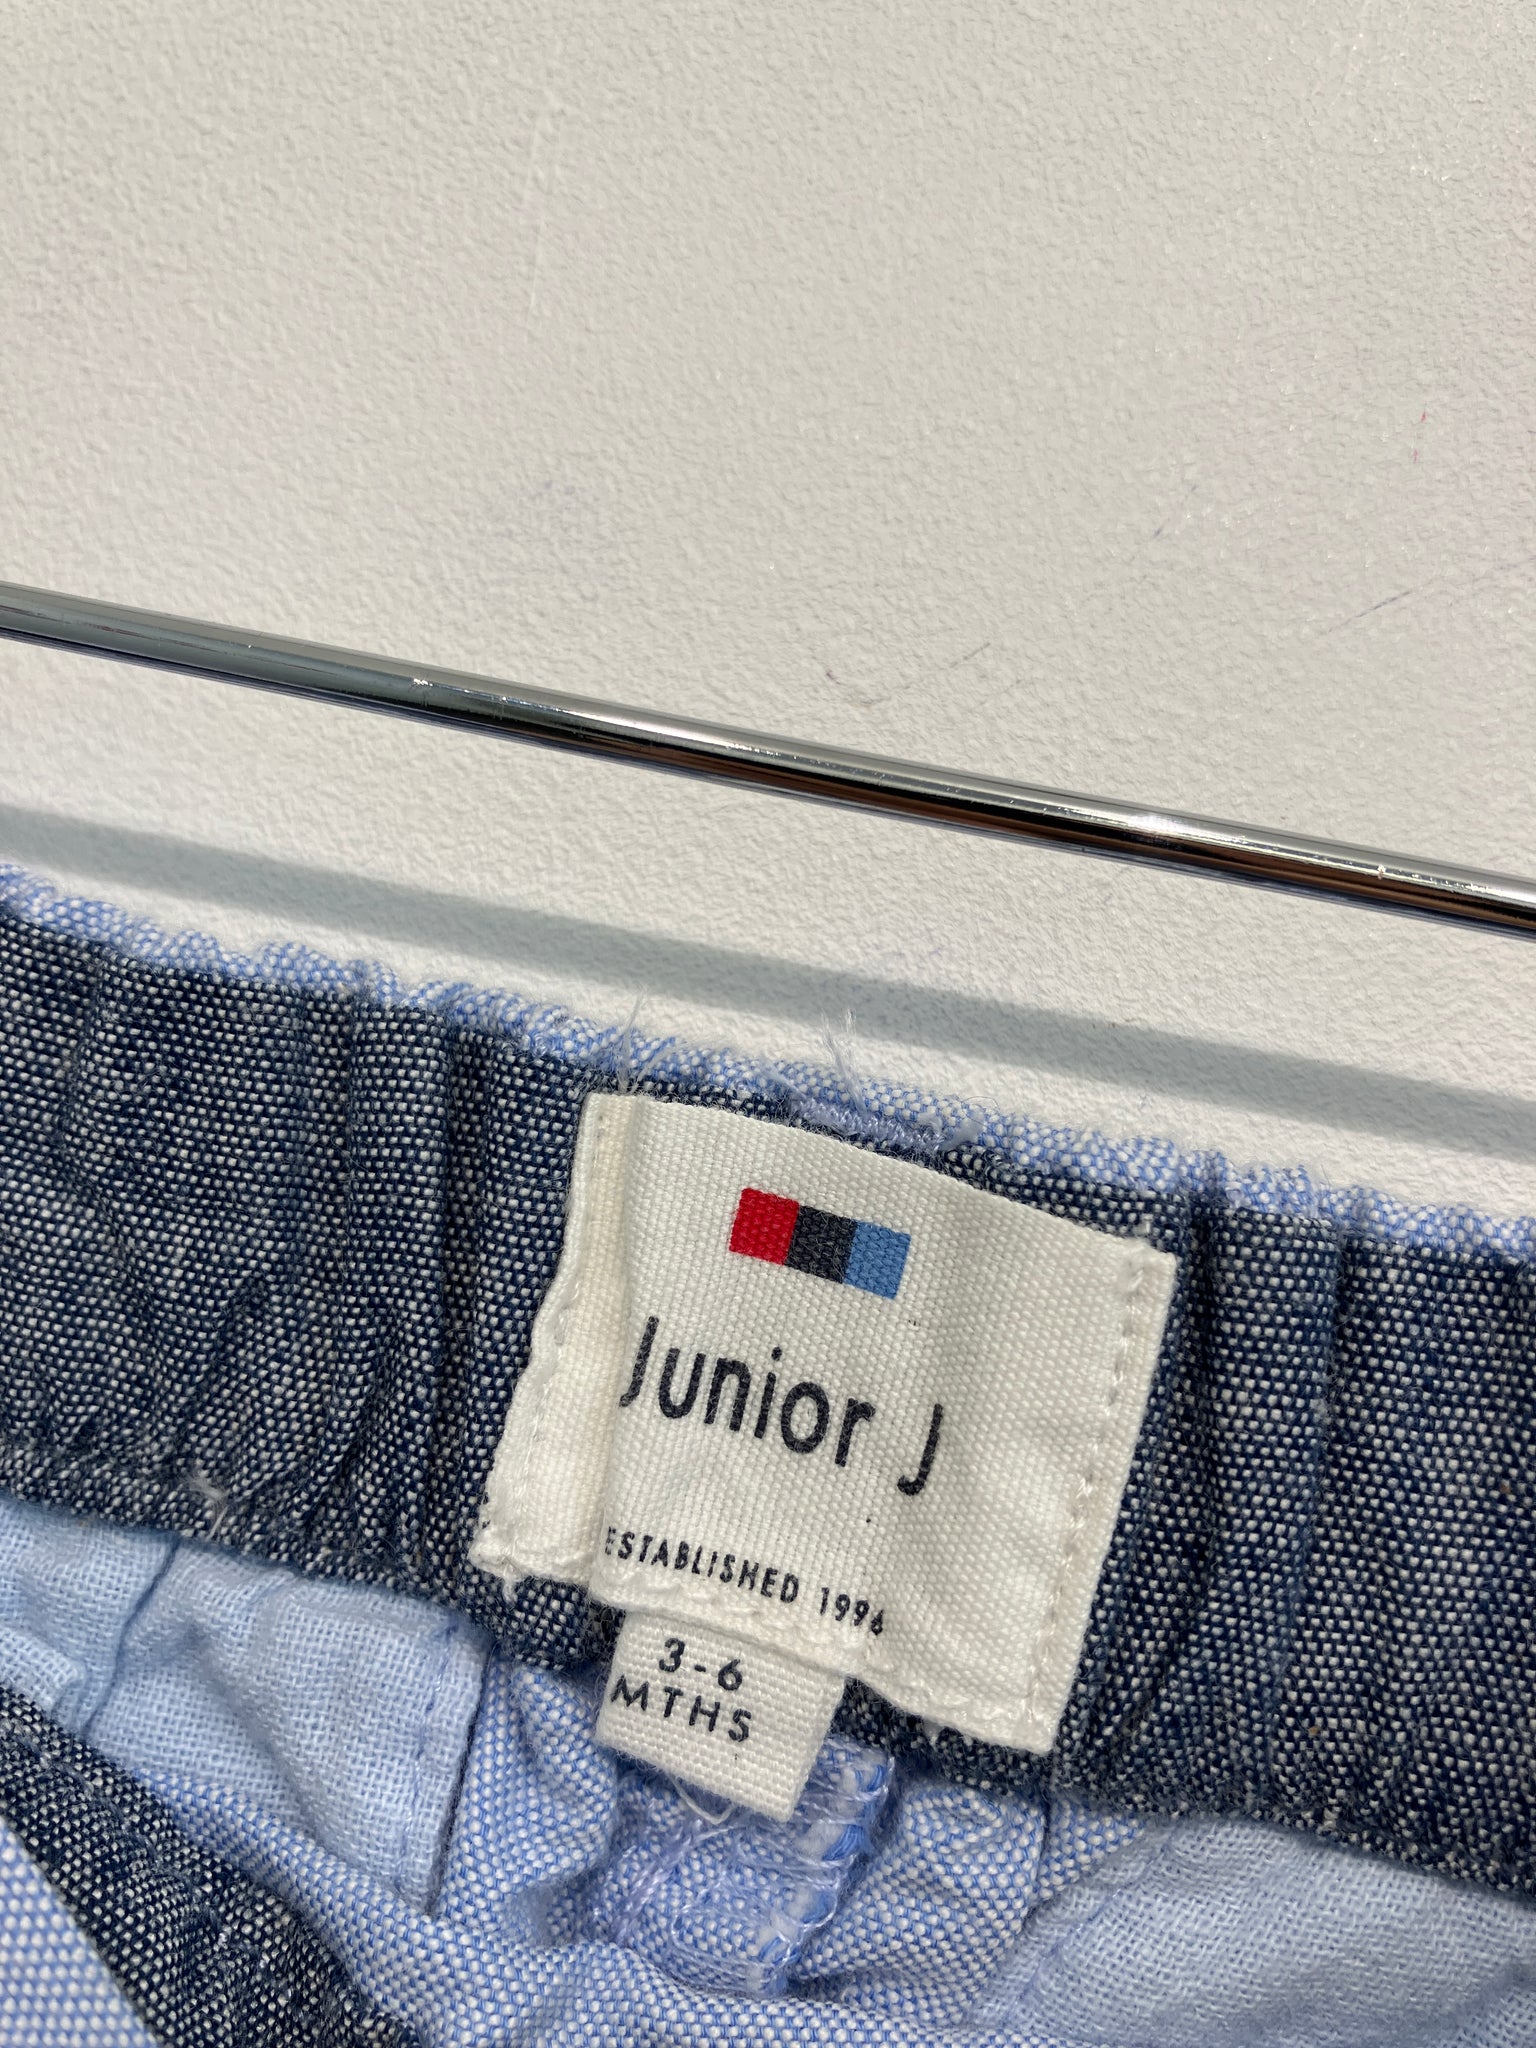 Junior J
ESTABLISHED 1996
3-6
MTHS